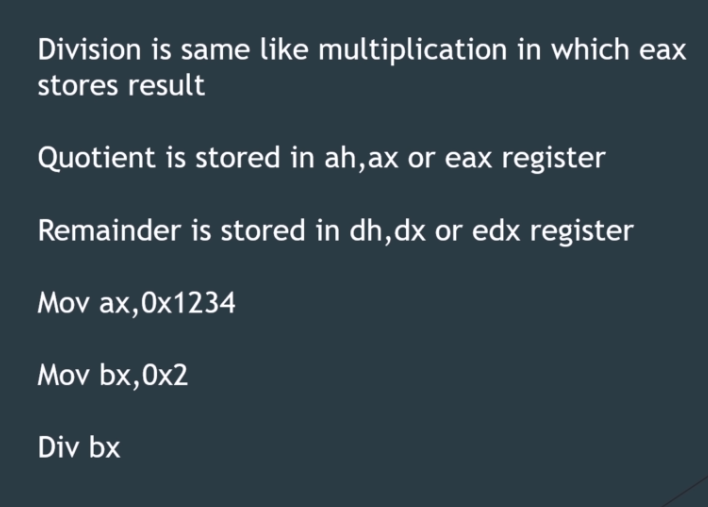 Division is same like multiplication in which eax
stores result
Quotient is stored in ah,ax or eax register
Remainder is stored in dh,dx or edx register
Mov ax,0x1234
Mov bx,0x2
Div bx